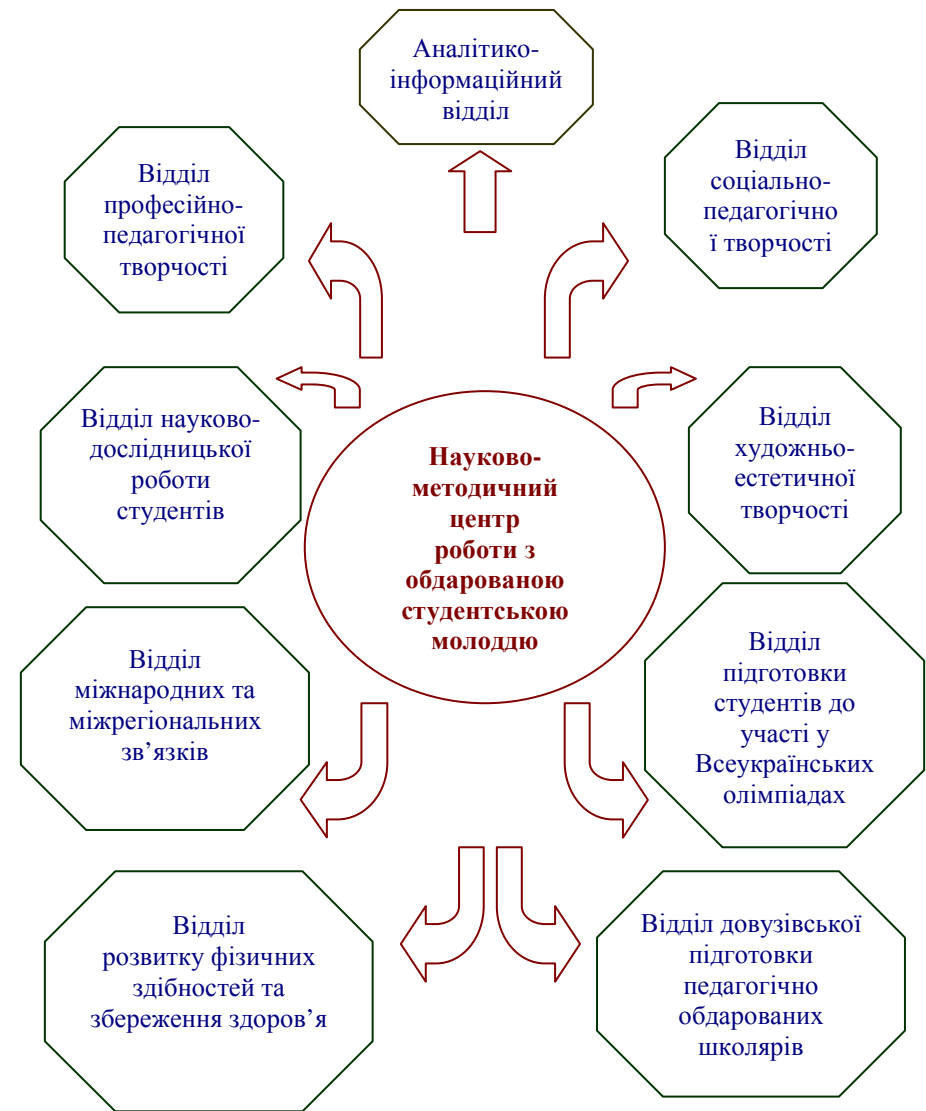 Аналітико-
інформаційний
відділ
Відділ
професійно-
педагогічної
творчості
Відділ
соціально-
педагогічно
ї творчості
Відділ науково-
дослідницької
роботи
студентів
Науково-
методичний
центр
роботи з
обдарованою
студентською
молоддю
Відділ
художньо-
естетичної
творчості
Відділ
міжнародних та
міжрегіональних
зв’язків
Відділ
підготовки
студентів до
участі у
Всеукраїнських
олімпіадах
Відділ
розвитку фізичних
здібностей та
збереження здоров’я
Відділ довузівської
підготовки
педагогічно
обдарованих
школярів